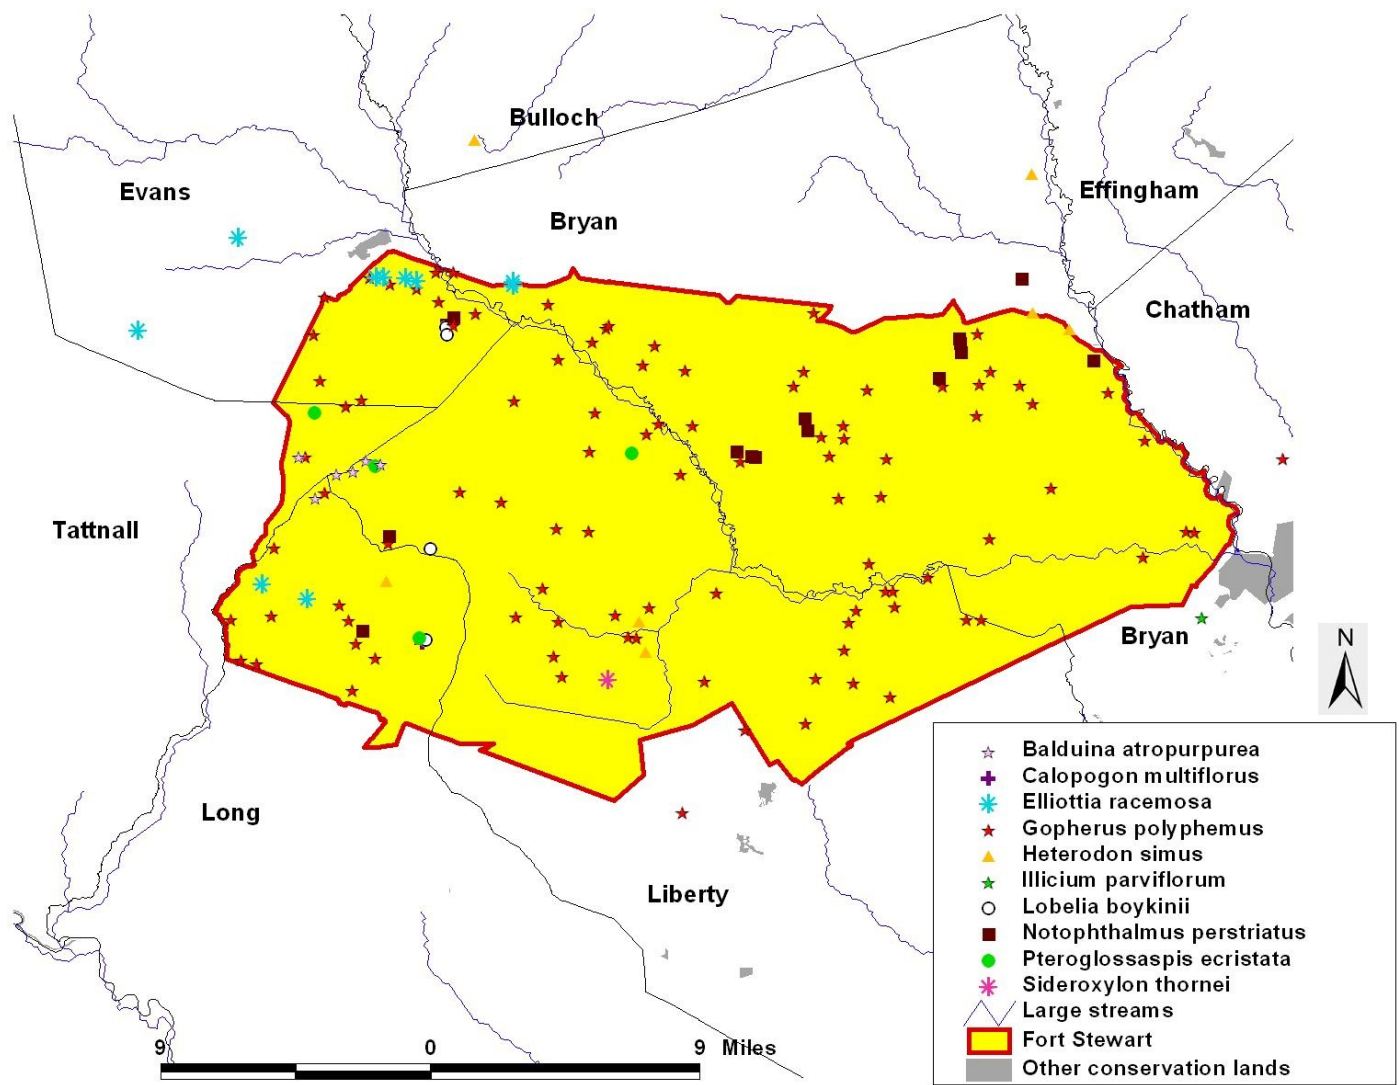 Bulloch
Evans
Effingham
Bryan
Chatham
Tattnall
Bryan
N
Long
Liberty
Balduina atropurpurea
Calopogon multiflorus
Elliottia racemosa
Gopherus polyphemus
Heterodon simus
Illicium parviflorum
Lobelia boykinii
Notophthalmus perstriatus
Pteroglossaspis ecristata
Sideroxylon thornei
Large streams
Fort Stewart
Other conservation lands
9 0 9 Miles